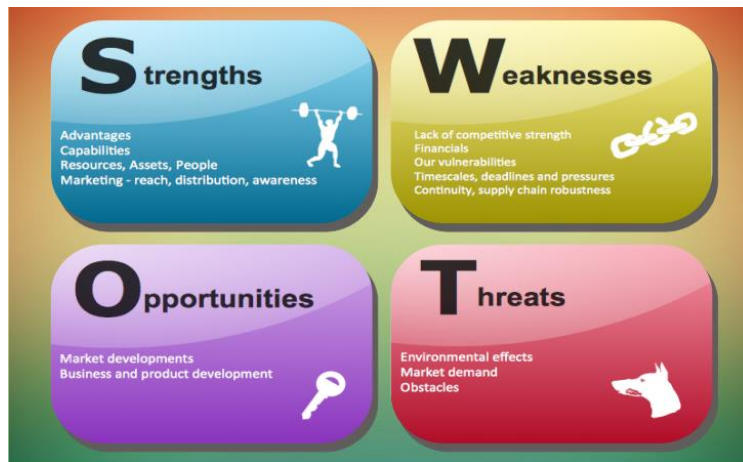 Strengths
Advantages
Capabilities
Resources, Assets, People
Marketing - reach, distribution, awareness
Weaknesses
Lack of competitive strength
Financials
Our vulnerabilities
Timescales, deadlines and pressures
Continuity, supply chain robustness
Opportunities
Market developments
Business and product development
Threats
Environmental effects
Market demand
Obstacles